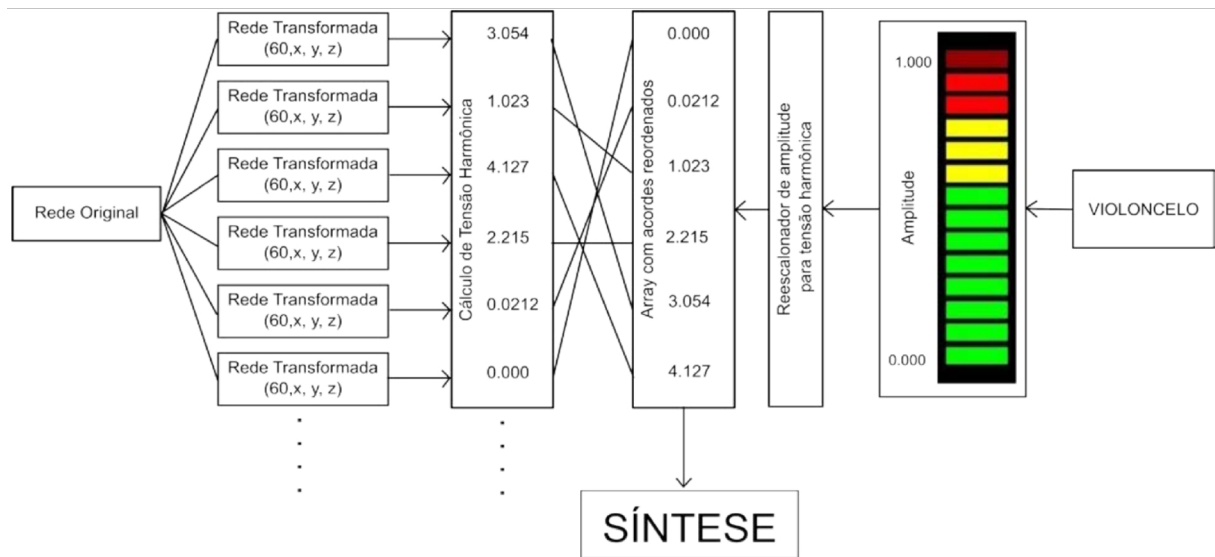 Rede Original
Rede Transformada
(60,x, y, z)
Rede Transformada
(60,x, y, z)
Rede Transformada
(60,x, y, z)
Rede Transformada
(60,x, y, z)
Rede Transformada
(60,x, y, z)
Rede Transformada
(60,x, y, z)
Cálculo de Tensão Harmônica
3.054
1.023
4.127
2.215
0.0212
0.000
Array com acordes reordenados
0.000
0.0212
1.023
2.215
3.054
4.127
Reescalonador de amplitude
para tensão harmônica
Amplitude
1.000
0.000
VIOLONCELO
SÍNTESE